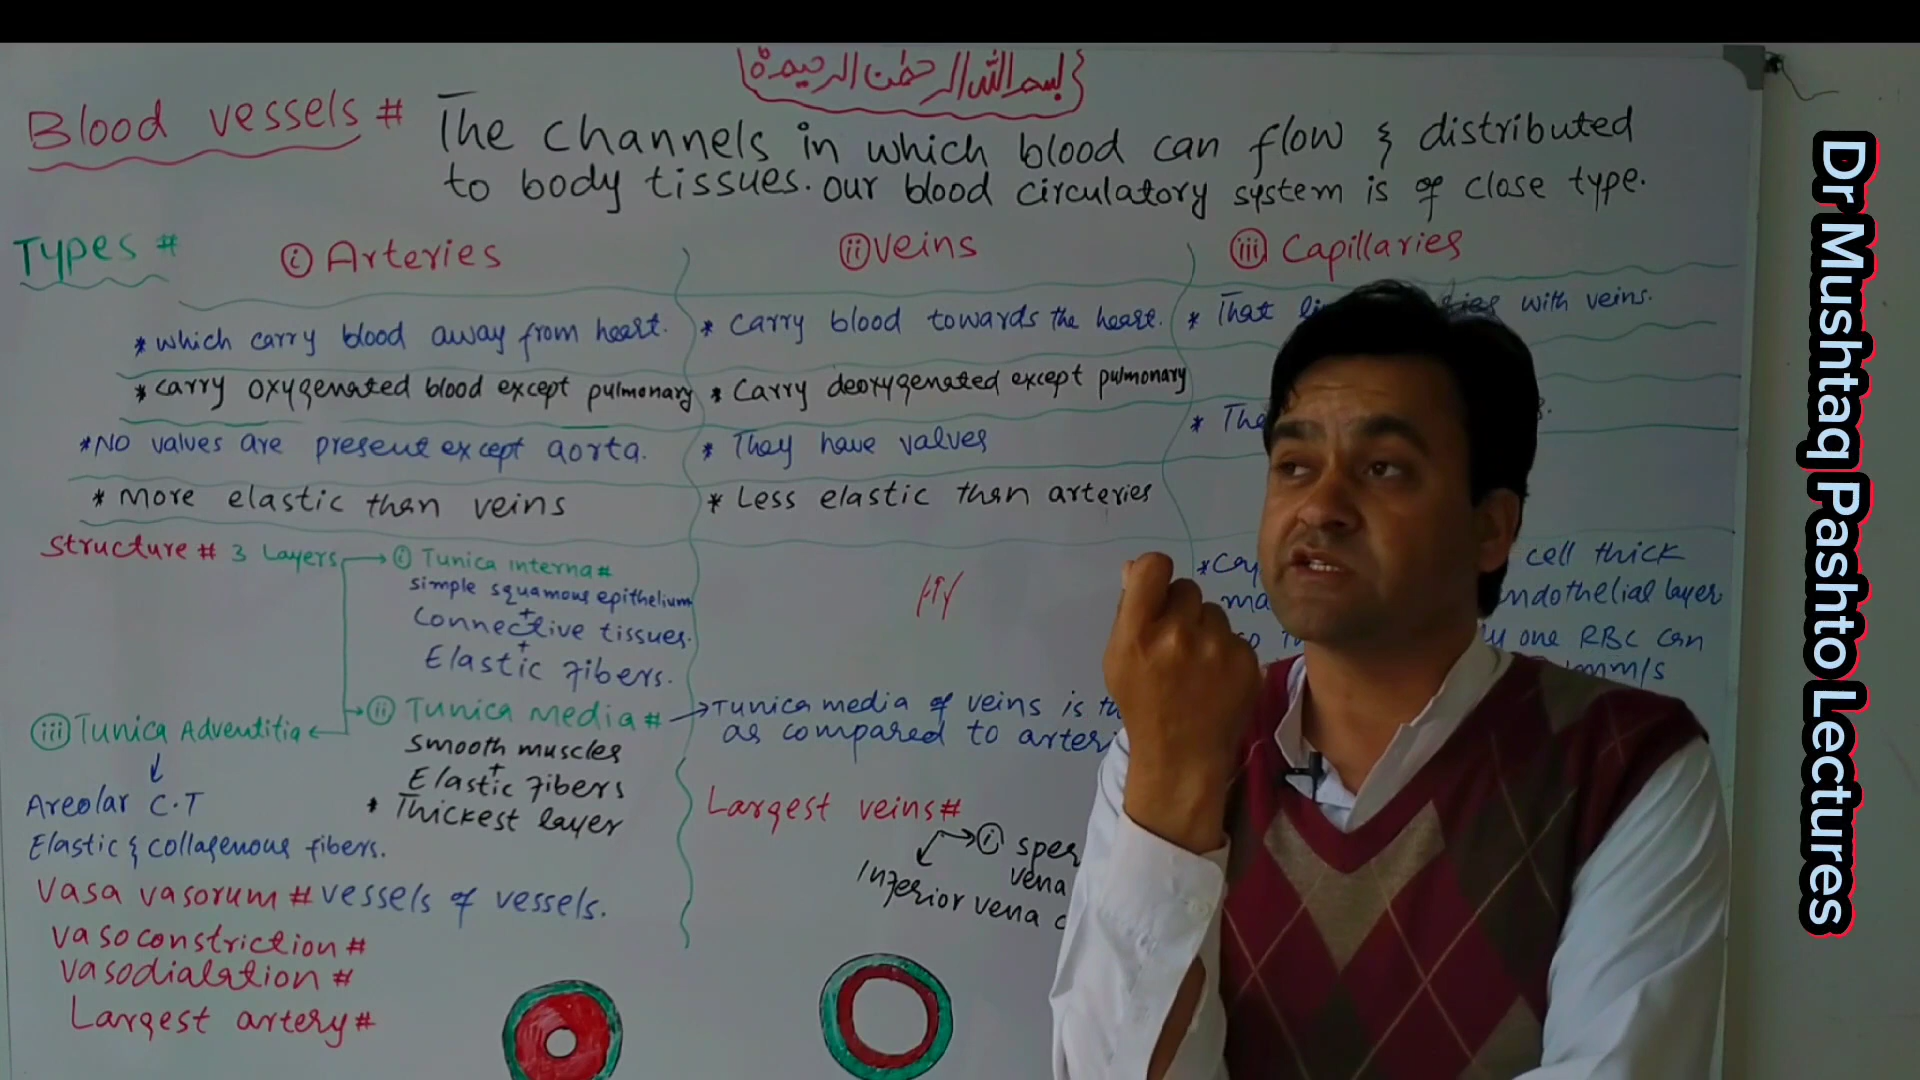 بسم الله الرحمن الرحيم
Blood vessels # The channels in which blood can flow & distributed
to body tissues. our blood circulatory system is of close type.
Types #
(i) Arteries
* which carry blood away from heart.
* carry oxygenated blood except pulmonary
* No valves are present except aorta.
* more elastic than veins
(ii) veins
* Carry blood towards the heart.
* Carry deoxygenated except pulmonary
* They have valves
* Less elastic than arteries
(iii) Capillaries
* That with veins.
*
* cell thick
endothelial layer
one RBC can
mm/s
Structure # 3 Layers
(i) Tunica interna #
simple squamous epithelium
+
Connective tissues.
+
Elastic fibers.
(ii) Tunica media #
smooth muscles
+
Elastic fibers
* Thickest layer
(iii) Tunica Adventitia
Areolar C.T
Elastic & collagenous fibers.
Tunica media of veins is
as compared to
Vasa vasorum # vessels of vessels.
vasoconstriction #
vasodialation #
Largest artery #
Largest veins #
(i)
vena
Inferior vena
Dr Mushtaq Pashto Lectures